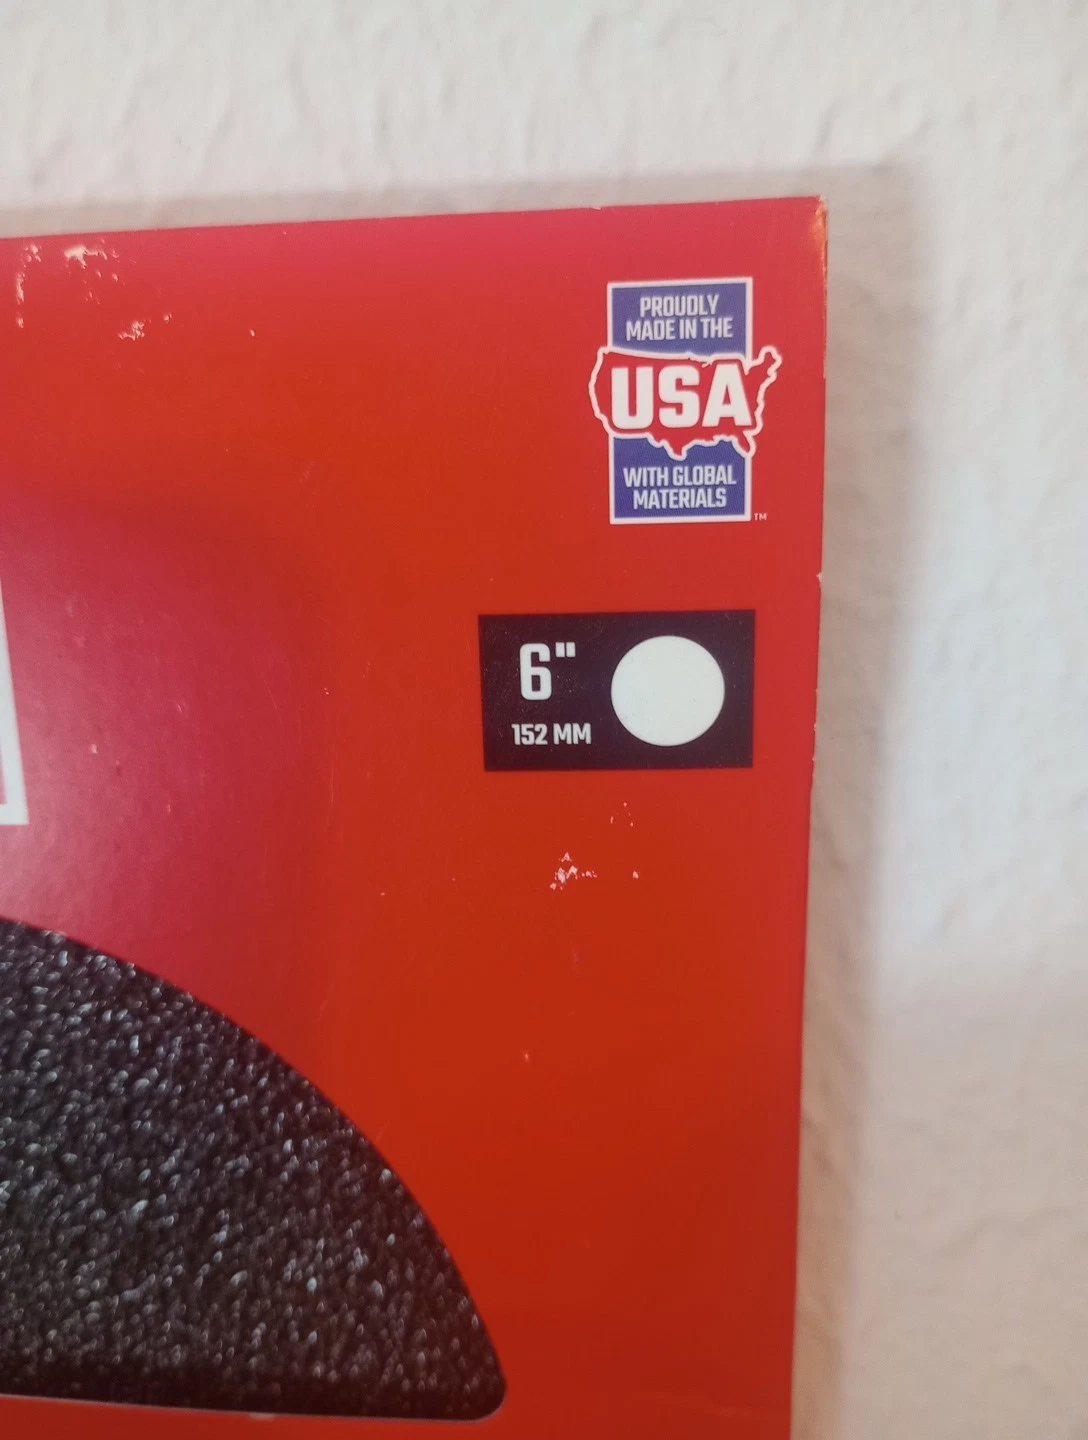 PROUDLY
MADE IN THE
USA
WITH GLOBAL
MATERIALS
TM
6"
152 MM